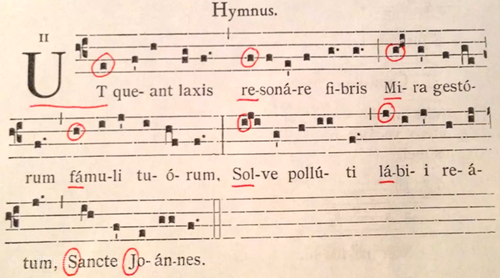 Hymnus.
II
UT que-ant laxis re-soná-re fi-bris Mi-ra gestó-
rum fámu-li tu-ó-rum, Sol-ve pollú-ti lá-bi-i re-á-
tum, Sancte Jo-án-nes.